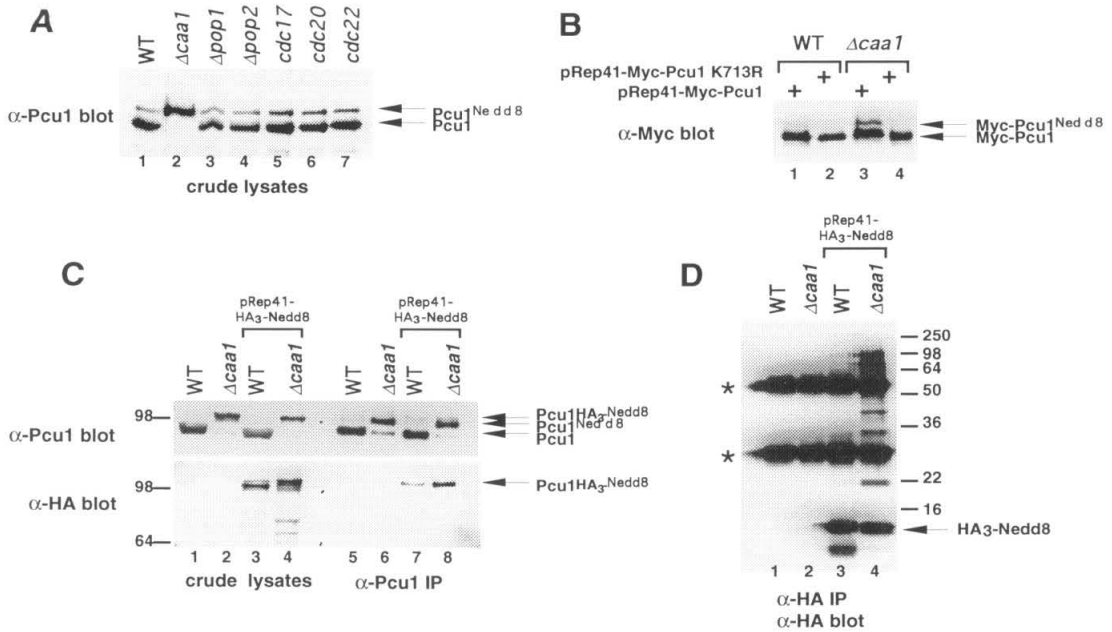 A
WT
Δcaa1
Δpop1
Δpop2
cdc17
cdc20
cdc22
α-Pcu1 blot
Pcu1Nedd8
Pcu1
1 2 3 4 5 6 7
crude lysates
B
WT Δcaa1
pRep41-Myc-Pcu1 K713R + +
pRep41-Myc-Pcu1 + +
α-Myc blot
Myc-Pcu1Nedd8
Myc-Pcu1
1 2 3 4
C
pRep41-
HA3-Nedd8
pRep41-
HA3-Nedd8
WT
Δcaa1
WT
Δcaa1
WT
Δcaa1
WT
Δcaa1
98
α-Pcu1 blot
Pcu1HA3-Nedd8
Pcu1Nedd8
Pcu1
98
α-HA blot
Pcu1HA3-Nedd8
64
1 2 3 4 5 6 7 8
crude lysates α-Pcu1 IP
D
pRep41-
HA3-Nedd8
WT
Δcaa1
WT
Δcaa1
250
98
64
*
50
36
*
22
16
HA3-Nedd8
1 2 3 4
α-HA IP
α-HA blot